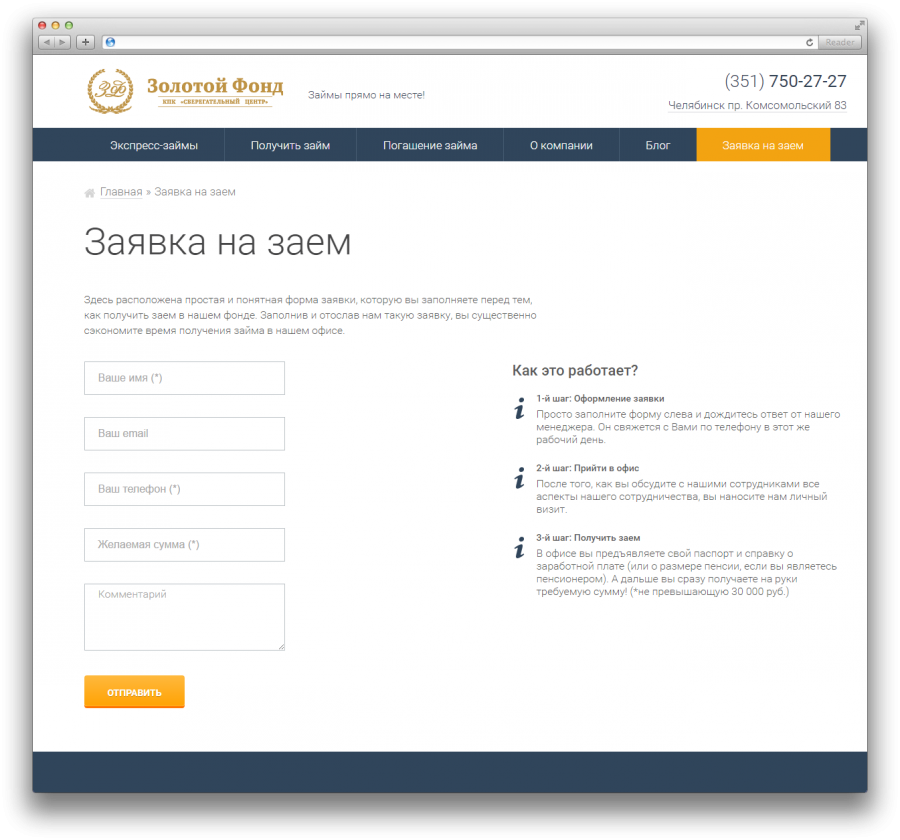 Reader
ЗФ
Золотой Фонд
КПК «СБЕРЕГАТЕЛЬНЫЙ ЦЕНТР»
Займы прямо на месте!
(351) 750-27-27
Челябинск пр. Комсомольский 83
Экспресс-займы
Получить займ
Погашение займа
О компании
Блог
Заявка на заем
Главная » Заявка на заем
Заявка на заем
Здесь расположена простая и понятная форма заявки, которую вы заполняете перед тем,
как получить заем в нашем фонде. Заполнив и отослав нам такую заявку, вы существенно
сэкономите время получения займа в нашем офисе.
Ваше имя (*)
Ваш email
Ваш телефон (*)
Желаемая сумма (*)
Комментарий
ОТПРАВИТЬ
Как это работает?
1-й шаг: Оформление заявки
Просто заполните форму слева и дождитесь ответ от нашего
менеджера. Он свяжется с Вами по телефону в этот же
рабочий день.
2-й шаг: Прийти в офис
После того, как вы обсудите с нашими сотрудниками все
аспекты нашего сотрудничества, вы наносите нам личный
визит.
3-й шаг: Получить заем
В офисе вы предъявляете свой паспорт и справку о
заработной плате (или о размере пенсии, если вы являетесь
пенсионером). А дальше вы сразу получаете на руки
требуемую сумму! (*не превышающую 30 000 руб.)